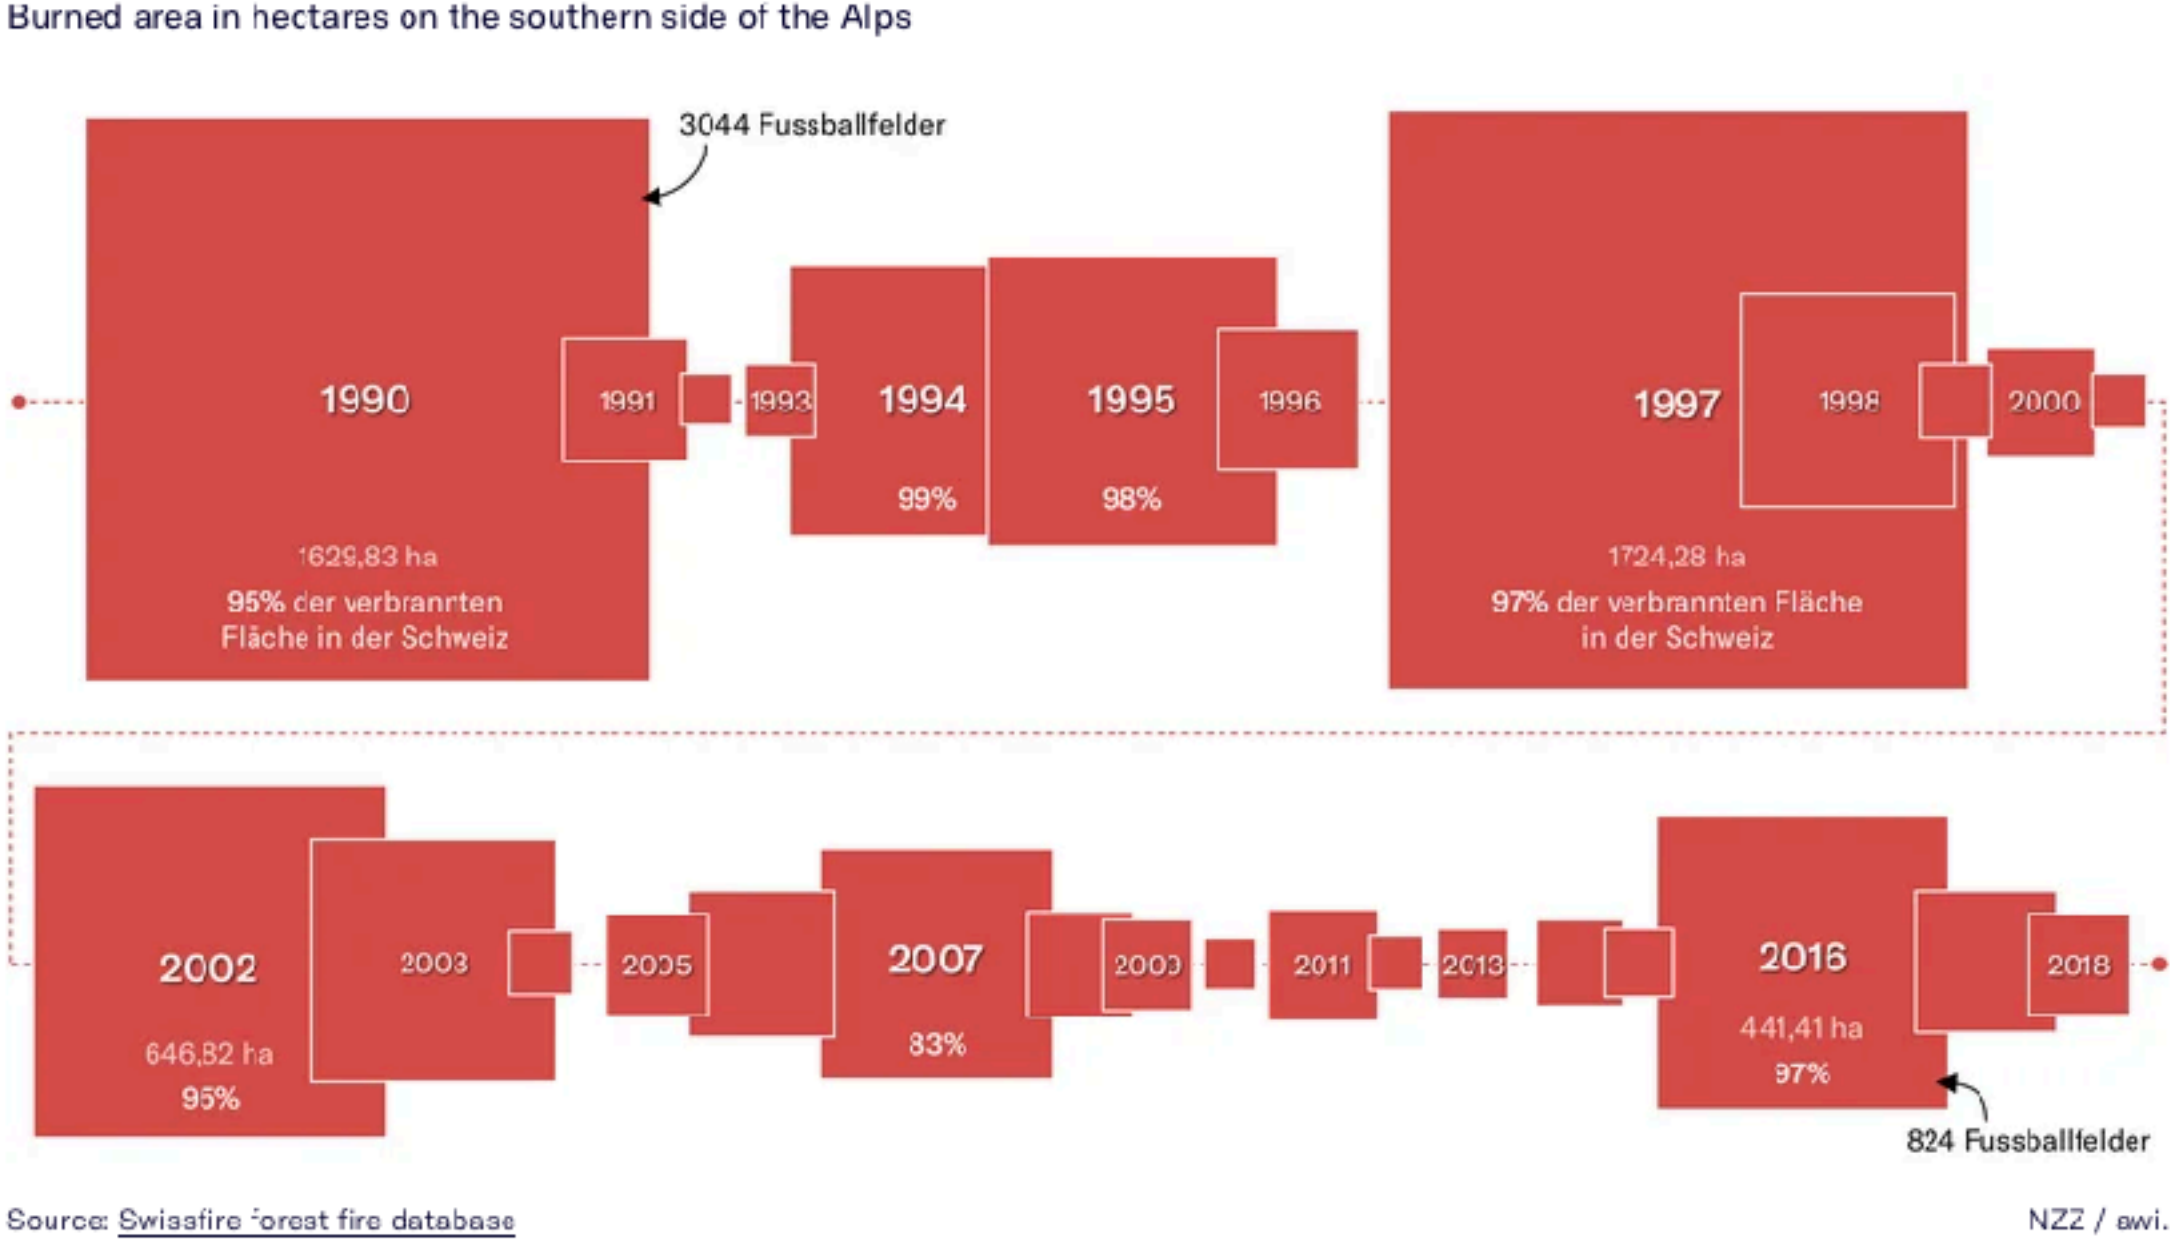 Burned area in hectares on the southern side of the Alps
3044 Fussballfelder
1990
1991
1993
1994
1995
1996
1997
1998
2000
99%
98%
1629,83 ha
95% der verbrannten
Fläche in der Schweiz
1724,28 ha
97% der verbrannten Fläche
in der Schweiz
2002
2003
2005
2007
2009
2011
2013
2016
2018
646,82 ha
95%
83%
441,41 ha
97%
824 Fussballfelder
Source: Swissfire forest fire database
NZZ / awi.